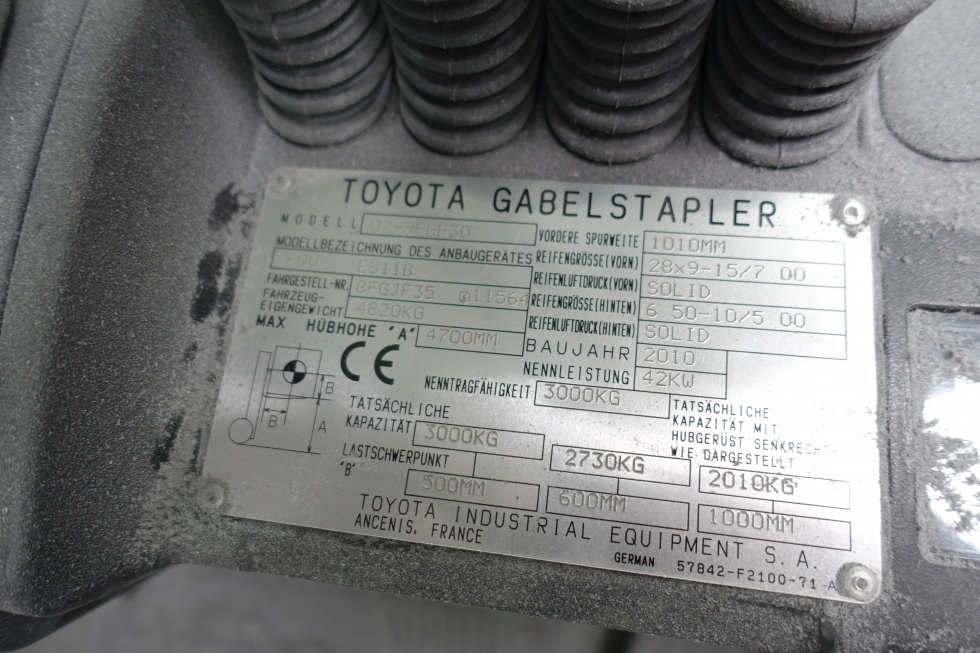 TOYOTA GABELSTAPLER
MODELL 02-8FGF30
VORDERE SPURWEITE 1010MM
MODELLBEZEICHNUNG DES ANBAUGERÄTES
FSV E811B
REIFENGRÖSSE(VORN) 28x9-15/7.00
FAHRGESTELL-NR. 8FGJF35 @11564
REIFENLUFTDRUCK(VORN) SOLID
FAHRZEUG-
EIGENGEWICHT 4820KG
REIFENGRÖSSE(HINTEN) 6.50-10/5.00
MAX HÜBHOHE "A" 4700MM
REIFENLUFTDRUCK(HINTEN) SOLID
BAUJAHR 2010
NENNLEISTUNG 42KW
CE
NENNTRAGFÄHIGKEIT 3000KG
B
B
A
TATSÄCHLICHE
KAPAZITÄT 3000KG 2730KG 2010KG
TATSÄCHLICHE
KAPAZITÄT MIT
HUBGERÜST SENKRECHT
WIE DARGESTELLT
LASTSCHWERPUNKT
"B" 300MM 600MM 1000MM
TOYOTA INDUSTRIAL EQUIPMENT S.A.
ANCENIS, FRANCE
GERMAN 57842-F2100-71-A